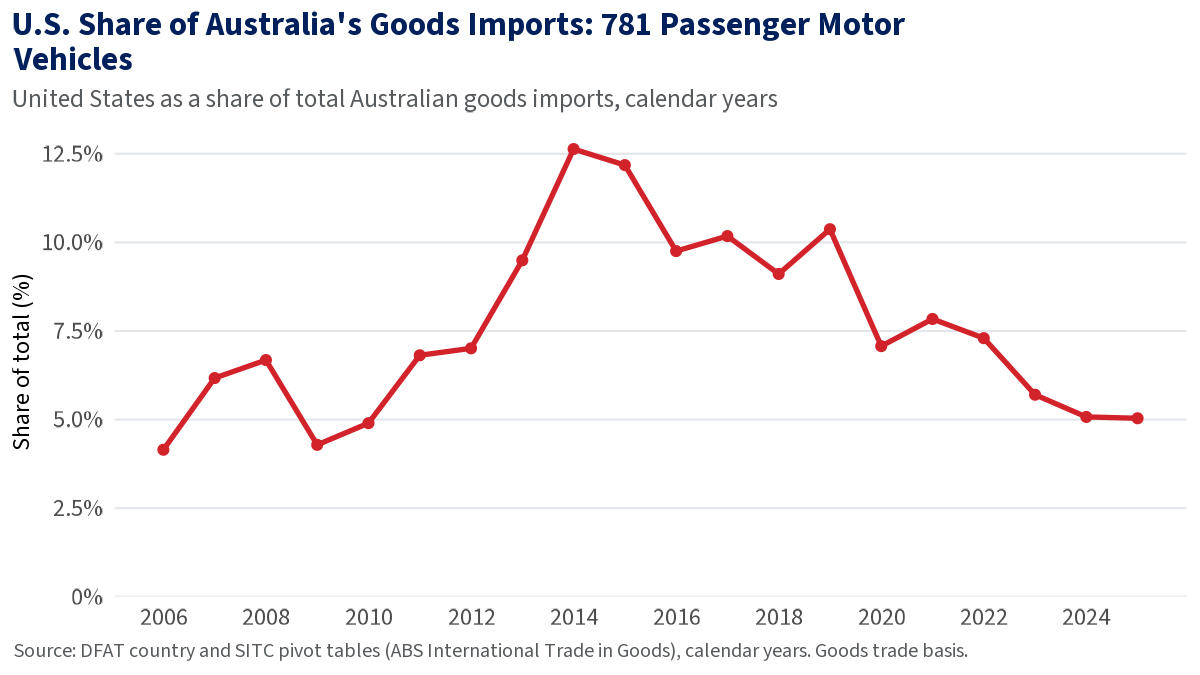 U.S. Share of Australia's Goods Imports: 781 Passenger Motor
Vehicles
United States as a share of total Australian goods imports, calendar years
Share of total (%)
12.5%
10.0%
7.5%
5.0%
2.5%
0%
2006 2008 2010 2012 2014 2016 2018 2020 2022 2024
Source: DFAT country and SITC pivot tables (ABS International Trade in Goods), calendar years. Goods trade basis.